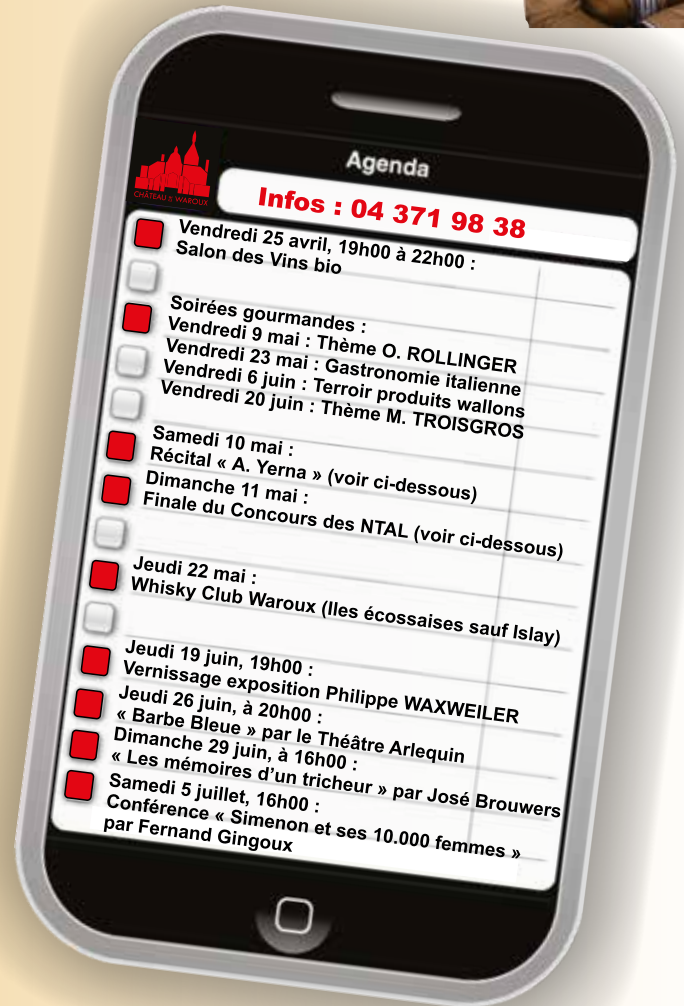 Agenda
CHÂTEAU DE WAROUX
Infos : 04 371 98 38
Vendredi 25 avril, 19h00 à 22h00 :
Salon des Vins bio
Soirées gourmandes :
Vendredi 9 mai : Thème O. ROLLINGER
Vendredi 23 mai : Gastronomie italienne
Vendredi 6 juin : Terroir produits wallons
Vendredi 20 juin : Thème M. TROISGROS
Samedi 10 mai :
Récital « A. Yerna » (voir ci-dessous)
Dimanche 11 mai :
Finale du Concours des NTAL (voir ci-dessous)
Jeudi 22 mai :
Whisky Club Waroux (Iles écossaises sauf Islay)
Jeudi 19 juin, 19h00 :
Vernissage exposition Philippe WAXWEILER
Jeudi 26 juin, à 20h00 :
« Barbe Bleue » par le Théâtre Arlequin
Dimanche 29 juin, à 16h00 :
« Les mémoires d’un tricheur » par José Brouwers
Samedi 5 juillet, 16h00 :
Conférence « Simenon et ses 10.000 femmes »
par Fernand Gingoux